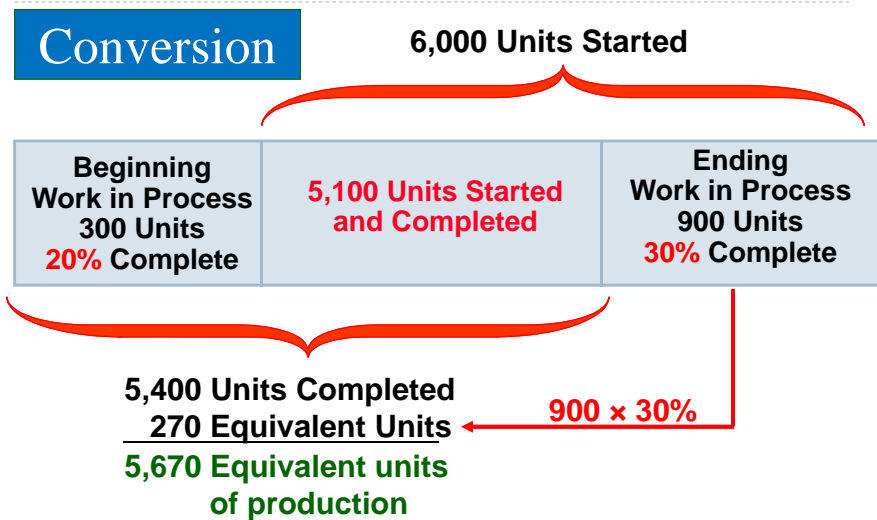 Conversion
6,000 Units Started
Beginning
Work in Process
300 Units
20% Complete
5,100 Units Started
and Completed
Ending
Work in Process
900 Units
30% Complete
5,400 Units Completed
270 Equivalent Units
900 × 30%
5,670 Equivalent units
of production